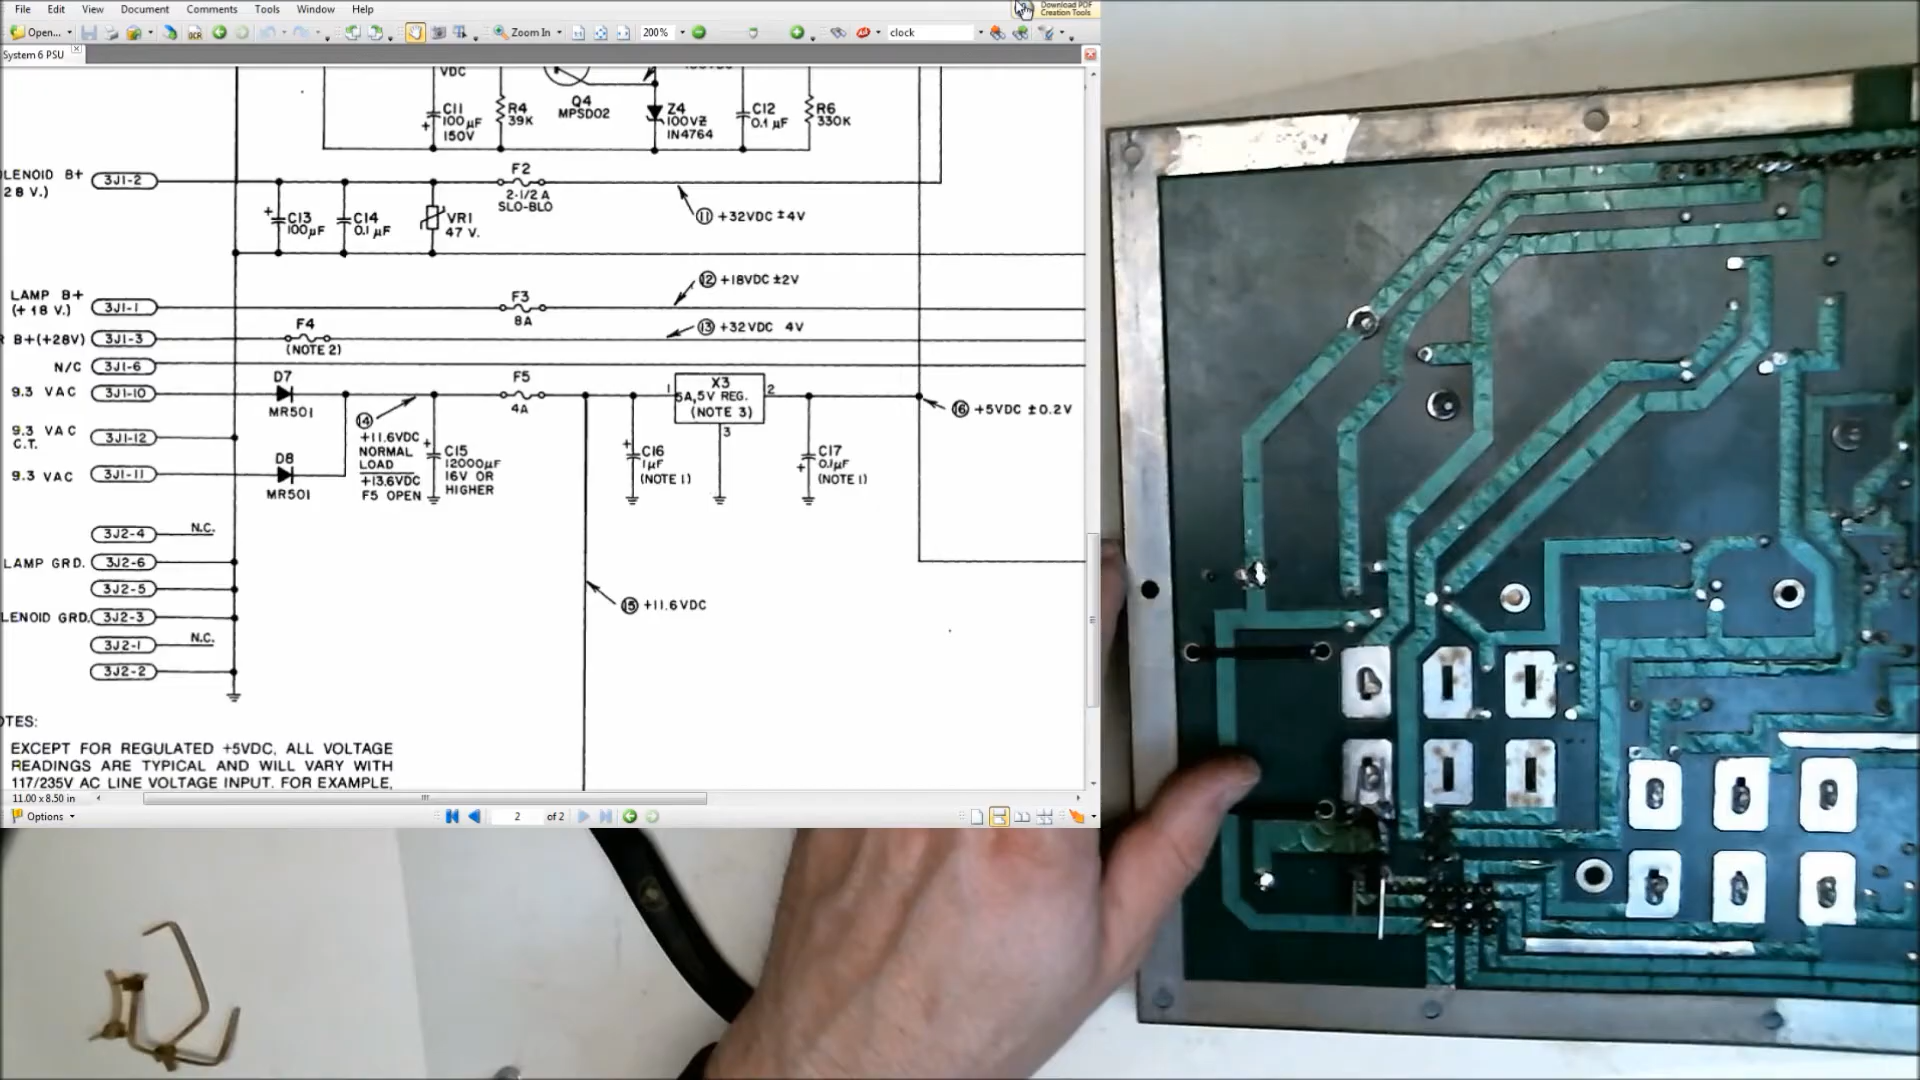 File Edit View Document Comments Tools Window Help
Download PDF
Creation Tools
Open... OCR Zoom In 200% clock
System 6 PSU
VDC
C11
100µF
150V
+
R4
39K
Q4
MPSD02
Z4
100VZ
IN4764
C12
0.1µF
R6
330K
LENOID B+
28 V.)
3J1-2
+
C13
100µF
C14
0.1µF
VR1
47 V.
F2
2-1/2 A
SLO-BLO
11 +32VDC ±4V
LAMP B+
(+18 V.)
3J1-1
F3
8A
12 +18VDC ±2V
R B+(+28V)
3J1-3
F4
(NOTE 2)
13 +32VDC 4V
N/C
3J1-6
9.3 VAC
3J1-10
D7
MR501
F5
4A
1
X3
5A,5V REG.
(NOTE 3)
2
3
16 +5VDC ±0.2V
9.3 VAC
C.T.
3J1-12
14
+11.6VDC
NORMAL
LOAD
+13.6VDC
F5 OPEN
+
C15
12000µF
16V OR
HIGHER
+
C16
1µF
(NOTE 1)
+
C17
0.1µF
(NOTE 1)
9.3 VAC
3J1-11
D8
MR501
3J2-4
N.C.
LAMP GRD.
3J2-6
3J2-5
15 +11.6VDC
LENOID GRD.
3J2-3
3J2-1
N.C.
3J2-2
OTES:
EXCEPT FOR REGULATED +5VDC, ALL VOLTAGE
READINGS ARE TYPICAL AND WILL VARY WITH
117/235V AC LINE VOLTAGE INPUT. FOR EXAMPLE,
11.00 x 8.50 in
Options 2 of 2